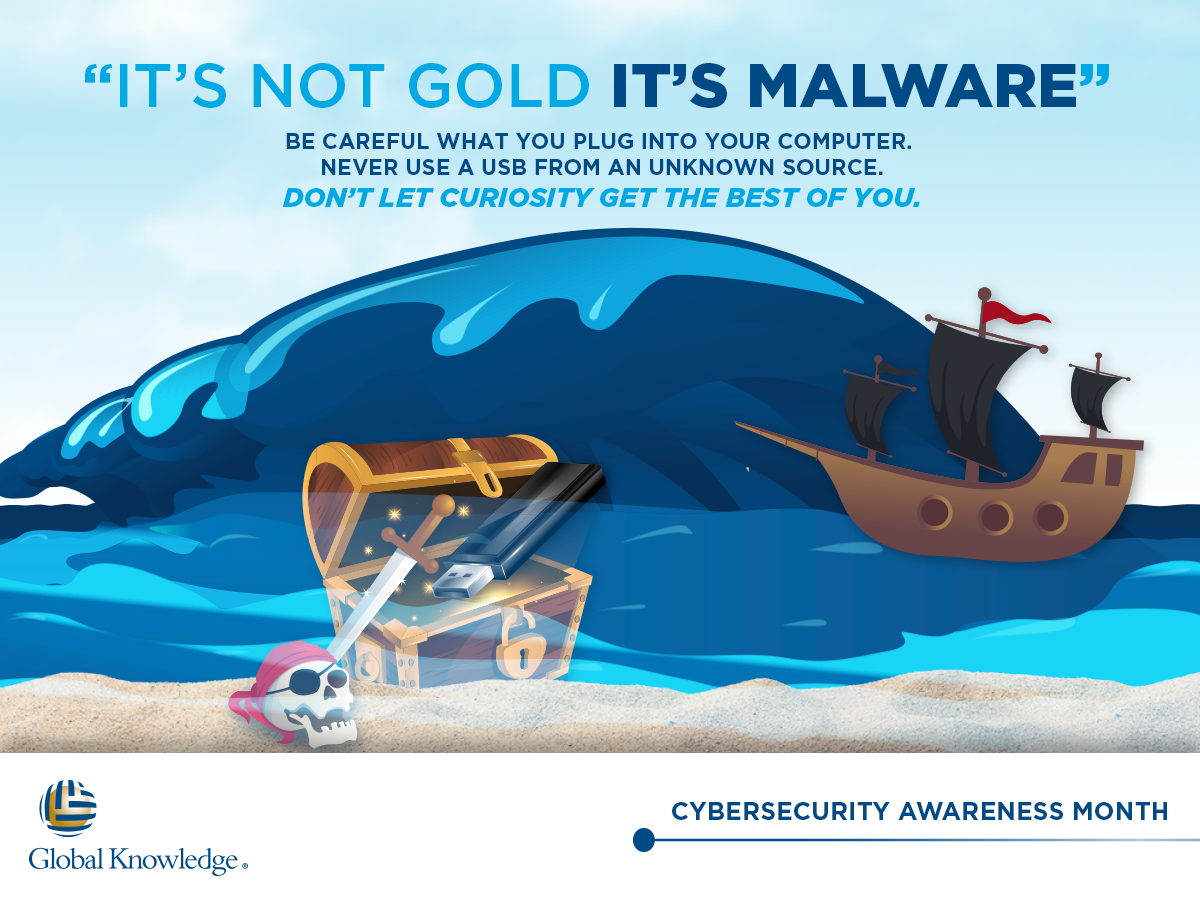 “IT’S NOT GOLD IT’S MALWARE”
BE CAREFUL WHAT YOU PLUG INTO YOUR COMPUTER.
NEVER USE A USB FROM AN UNKNOWN SOURCE.
DON’T LET CURIOSITY GET THE BEST OF YOU.
CYBERSECURITY AWARENESS MONTH
Global Knowledge®